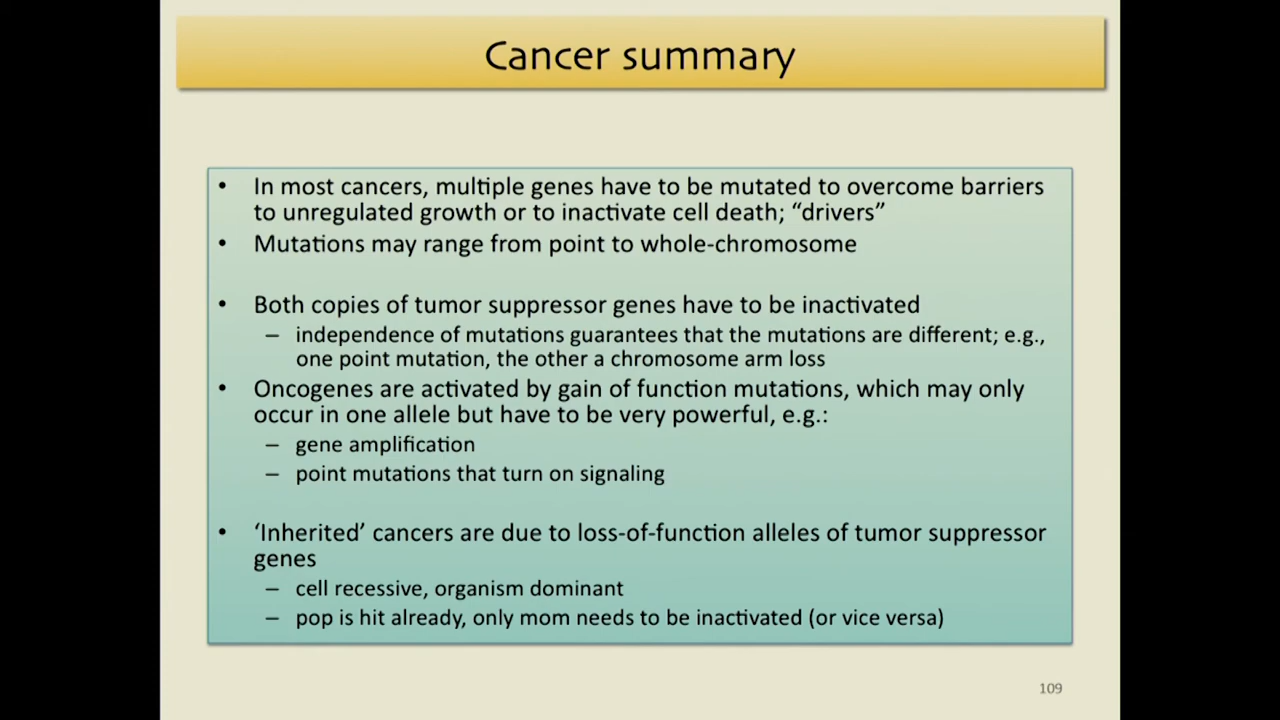 Cancer summary
• In most cancers, multiple genes have to be mutated to overcome barriers
to unregulated growth or to inactivate cell death; “drivers”
• Mutations may range from point to whole-chromosome
• Both copies of tumor suppressor genes have to be inactivated
– independence of mutations guarantees that the mutations are different; e.g.,
one point mutation, the other a chromosome arm loss
• Oncogenes are activated by gain of function mutations, which may only
occur in one allele but have to be very powerful, e.g.:
– gene amplification
– point mutations that turn on signaling
• ‘Inherited’ cancers are due to loss-of-function alleles of tumor suppressor
genes
– cell recessive, organism dominant
– pop is hit already, only mom needs to be inactivated (or vice versa)
109